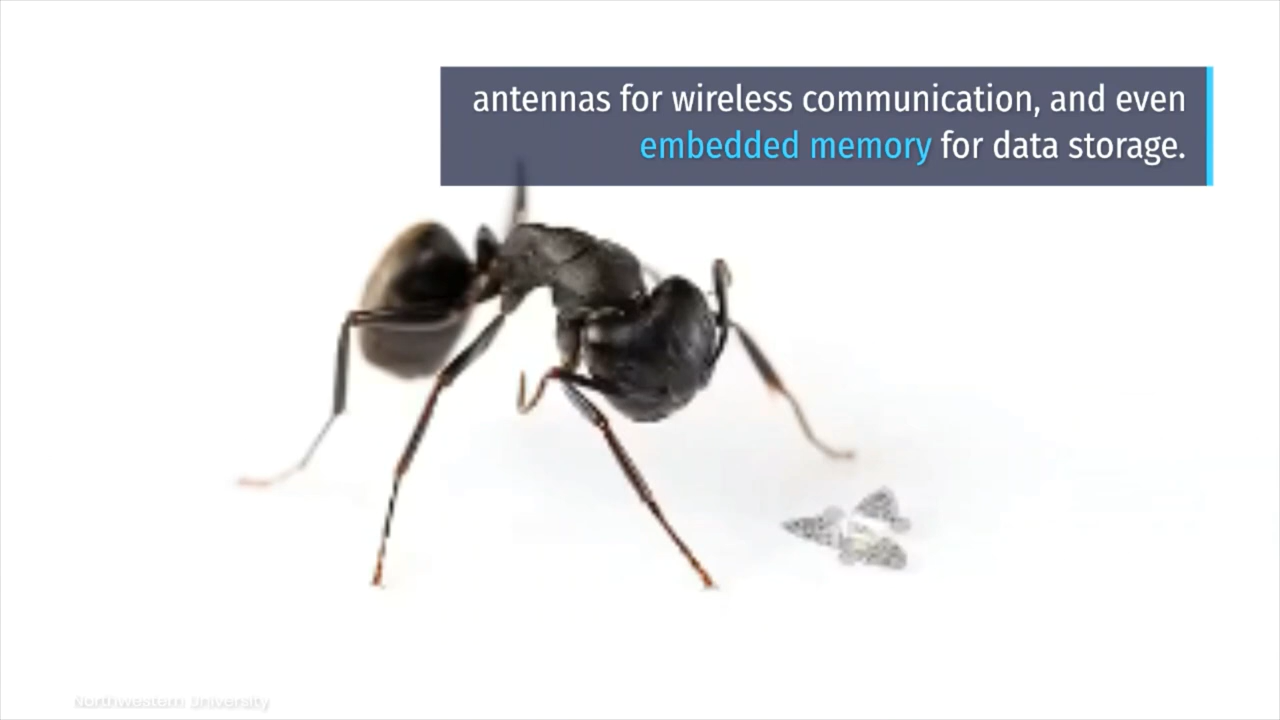 antennas for wireless communication, and even
embedded memory for data storage.
Northwestern University